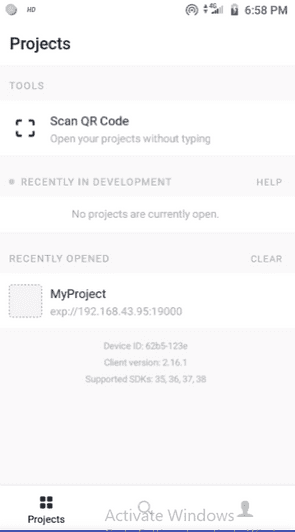 HD
4G
6:58 PM
Projects
TOOLS
Scan QR Code
Open your projects without typing
RECENTLY IN DEVELOPMENT
HELP
No projects are currently open.
RECENTLY OPENED
CLEAR
MyProject
exp://192.168.43.95:19000
Device ID: 62b5-123e
Client version: 2.16.1
Supported SDKs: 35, 36, 37, 38
Projects
Activate Windows